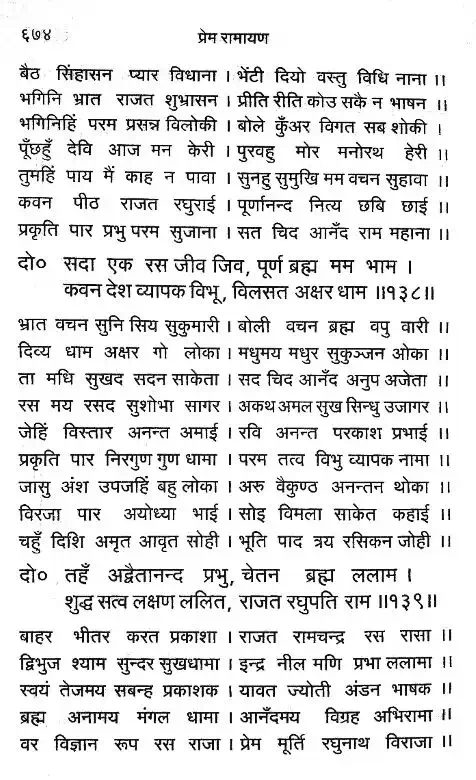 ६७४ प्रेम रामायण
बैठ सिंहासन प्यार विधाना । भेंटी दियो वस्तु विधि नाना ।।
भगिनि भ्रात राजत शुभ्रासन । प्रीति रीति कोउ सकै न भाषन ।।
भगिनिहिं परम प्रसन्न विलोकी । बोले कुँअर विगत सब शोकी ।
पूँछहुँ देवि आज मन केरी । पुरवहु मोर मनोरथ हेरी ।।
तुमहिं पाय मैं काह न पावा । सुनहु सुमुखि मम वचन सुहावा ।।
कवन पीठ राजत रघुराई । पूर्णानन्द नित्य छबि छाई ।।
प्रकृति पार प्रभु परम सुजाना । सत चिद आनँद राम महाना ।।
दो० सदा एक रस जीव जिव, पूर्ण ब्रह्म मम भाम ।
कवन देश व्यापक विभू, विलसत अक्षर धाम ।।१३८।।
भ्रात वचन सुनि सिय सुकुमारी । बोली वचन ब्रह्म वपु वारी ।।
दिव्य धाम अक्षर गो लोका । मधुमय मधुर सुकुञ्जन ओका ।।
ता मधि सुखद सदन साकेता । सद चिद आनँद अनुप अजेता ।।
रस मय रसद सुशोभा सागर । अकथ अमल सुख सिन्धु उजागर ।।
जेहिं विस्तार अनन्त अमाई । रवि अनन्त परकाश प्रभाई ।।
प्रकृति पार निरगुण गुण धामा । परम तत्व विभु व्यापक नामा ।।
जासु अंश उपजहिं बहु लोका । अरु वैकुण्ठ अनन्तन थोका ।।
विरजा पार अयोध्या भाई । सोइ विमला साकेत कहाई ।।
चहुँ दिशि अमृत आवृत सोही । भूति पाद त्रय रसिकन जोही ।।
दो० तहँ अद्वैतानन्द प्रभु, चेतन ब्रह्म ललाम ।
शुद्ध सत्व लक्षण ललित, राजत रघुपति राम ।।१३९।।
बाहर भीतर करत प्रकाशा । राजत रामचन्द्र रस रासा ।।
द्विभुज श्याम सुन्दर सुखधामा । इन्द्र नील मणि प्रभा ललामा ।।
स्वयं तेजमय सबन्ह प्रकाशक । यावत ज्योती अंडन भाषक ।।
ब्रह्म अनामय मंगल धामा । आनँदमय विग्रह अभिरामा ।।
वर विज्ञान रूप रस राजा । प्रेम मूर्ति रघुनाथ विराजा ।।